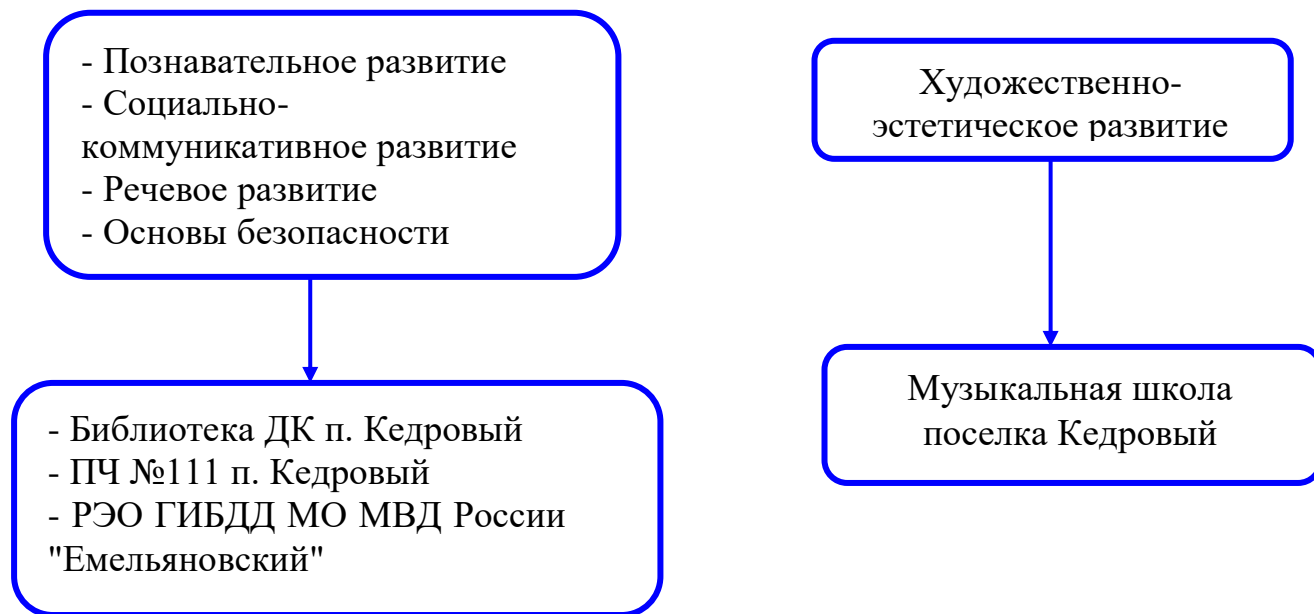 - Познавательное развитие
- Социально-
коммуникативное развитие
- Речевое развитие
- Основы безопасности
Художественно-
эстетическое развитие
- Библиотека ДК п. Кедровый
- ПЧ №111 п. Кедровый
- РЭО ГИБДД МО МВД России
"Емельяновский"
Музыкальная школа
поселка Кедровый